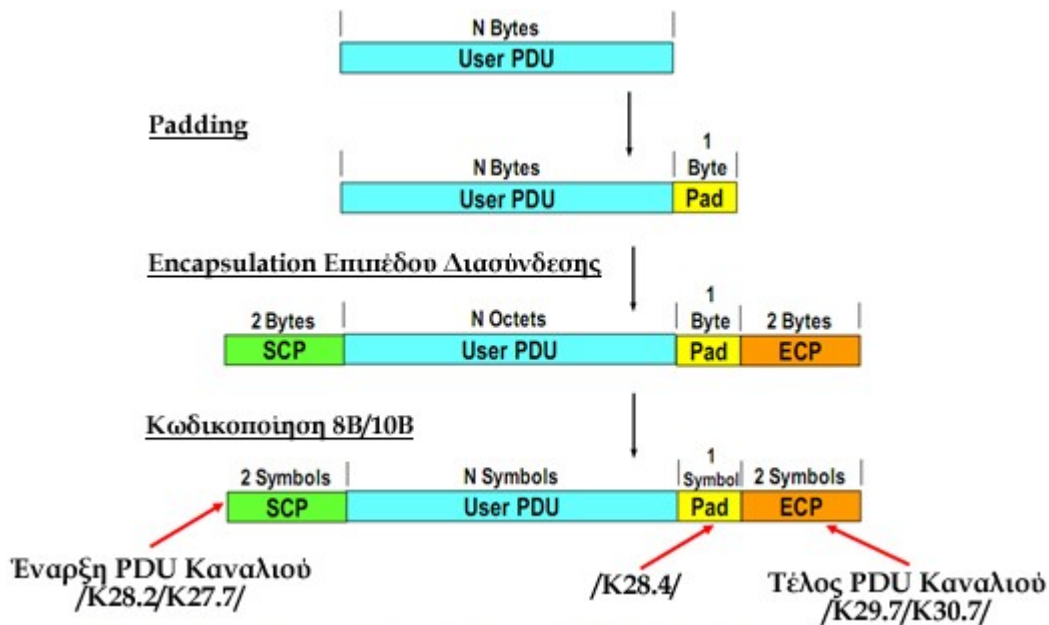 N Bytes
User PDU
Padding
1
N Bytes
Byte
User PDU
Pad
Encapsulation Επιπέδου Διασύνδεσης
1
2 Bytes
N Octets
Byte
2 Bytes
SCP
User PDU
Pad
ECP
Κωδικοποίηση 8B/10B
1
2 Symbols
N Symbols
Symbol
2 Symbols
SCP
User PDU
Pad
ECP
Έναρξη PDU Καναλιού
/K28.2/K27.7/
/K28.4/
Τέλος PDU Καναλιού
/K29.7/K30.7/